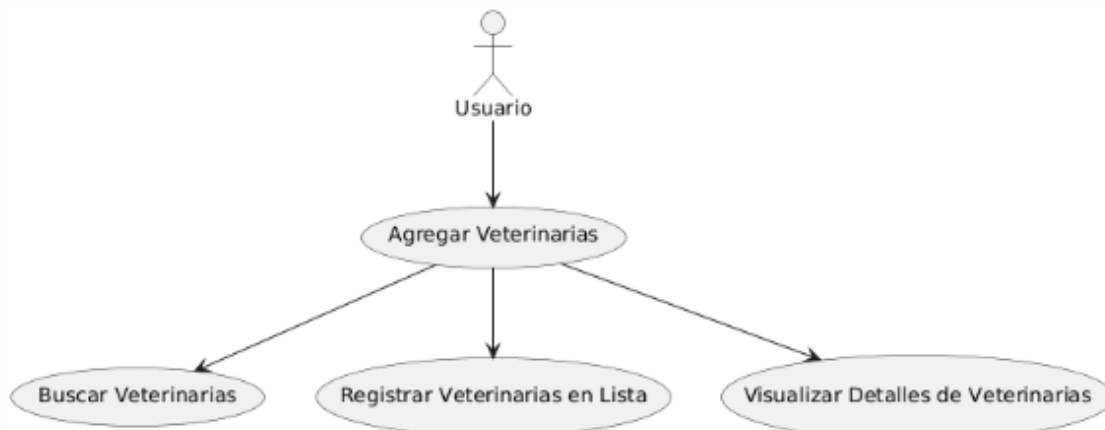 Usuario
Agregar Veterinarias
Buscar Veterinarias
Registrar Veterinarias en Lista
Visualizar Detalles de Veterinarias